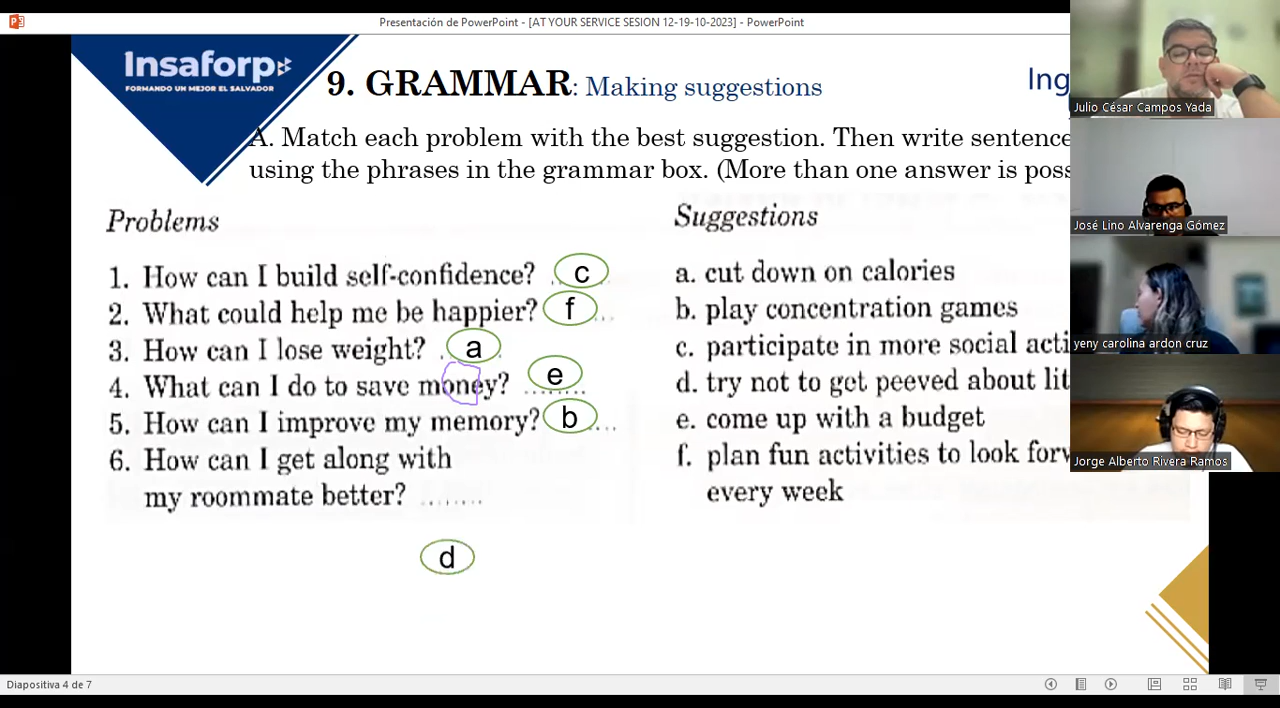 Presentación de PowerPoint - [AT YOUR SERVICE SESION 12-19-10-2023] - PowerPoint
Insaforp
FORMANDO UN MEJOR EL SALVADOR
9. GRAMMAR: Making suggestions
Ing
A. Match each problem with the best suggestion. Then write sentence
using the phrases in the grammar box. (More than one answer is poss
Problems
1. How can I build self-confidence? c
2. What could help me be happier? f
3. How can I lose weight? a
4. What can I do to save money? e
5. How can I improve my memory? b
6. How can I get along with
my roommate better? ........
d
Suggestions
a. cut down on calories
b. play concentration games
c. participate in more social acti
d. try not to get peeved about lit
e. come up with a budget
f. plan fun activities to look forw
every week
Julio César Campos Yada
José Lino Alvarenga Gómez
yeny carolina ardon cruz
Jorge Alberto Rivera Ramos
Diapositiva 4 de 7